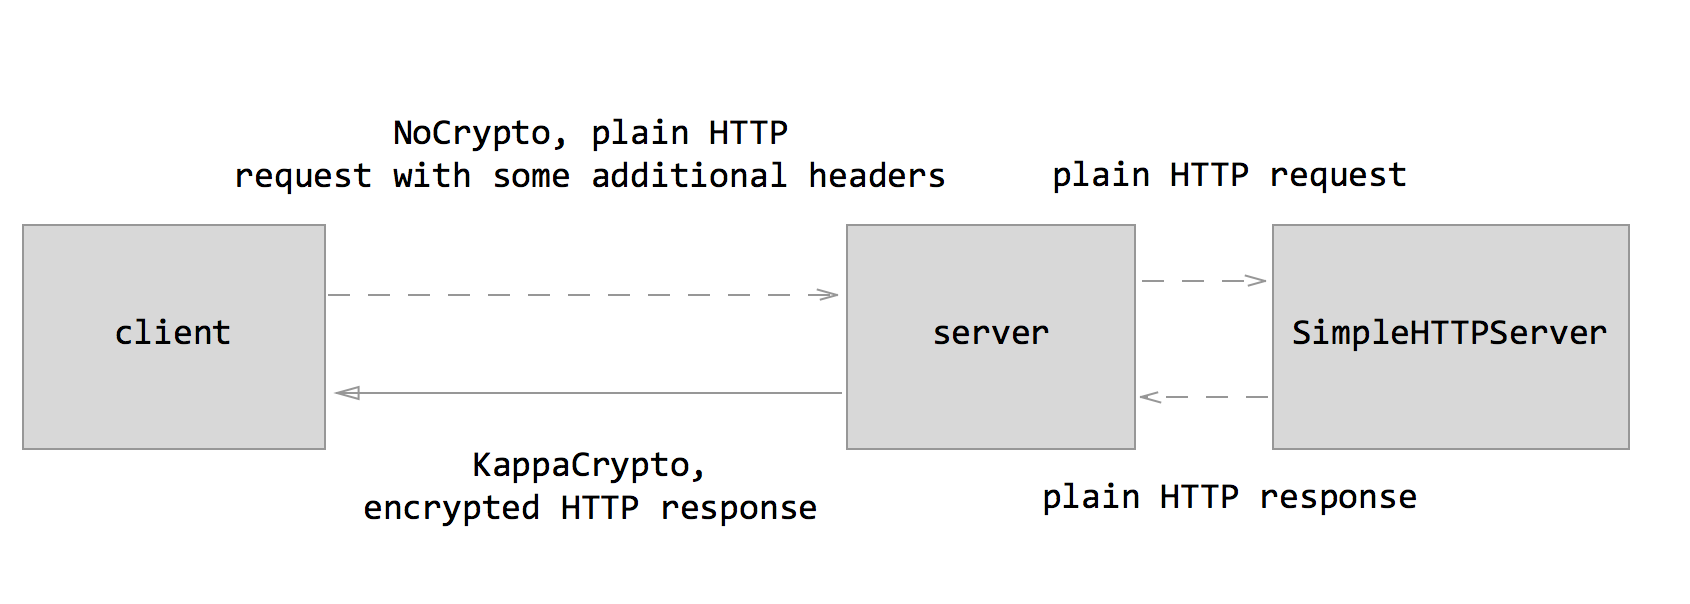 NoCrypto, plain HTTP
request with some additional headers
plain HTTP request
client
server
SimpleHTTPServer
KappaCrypto,
encrypted HTTP response
plain HTTP response